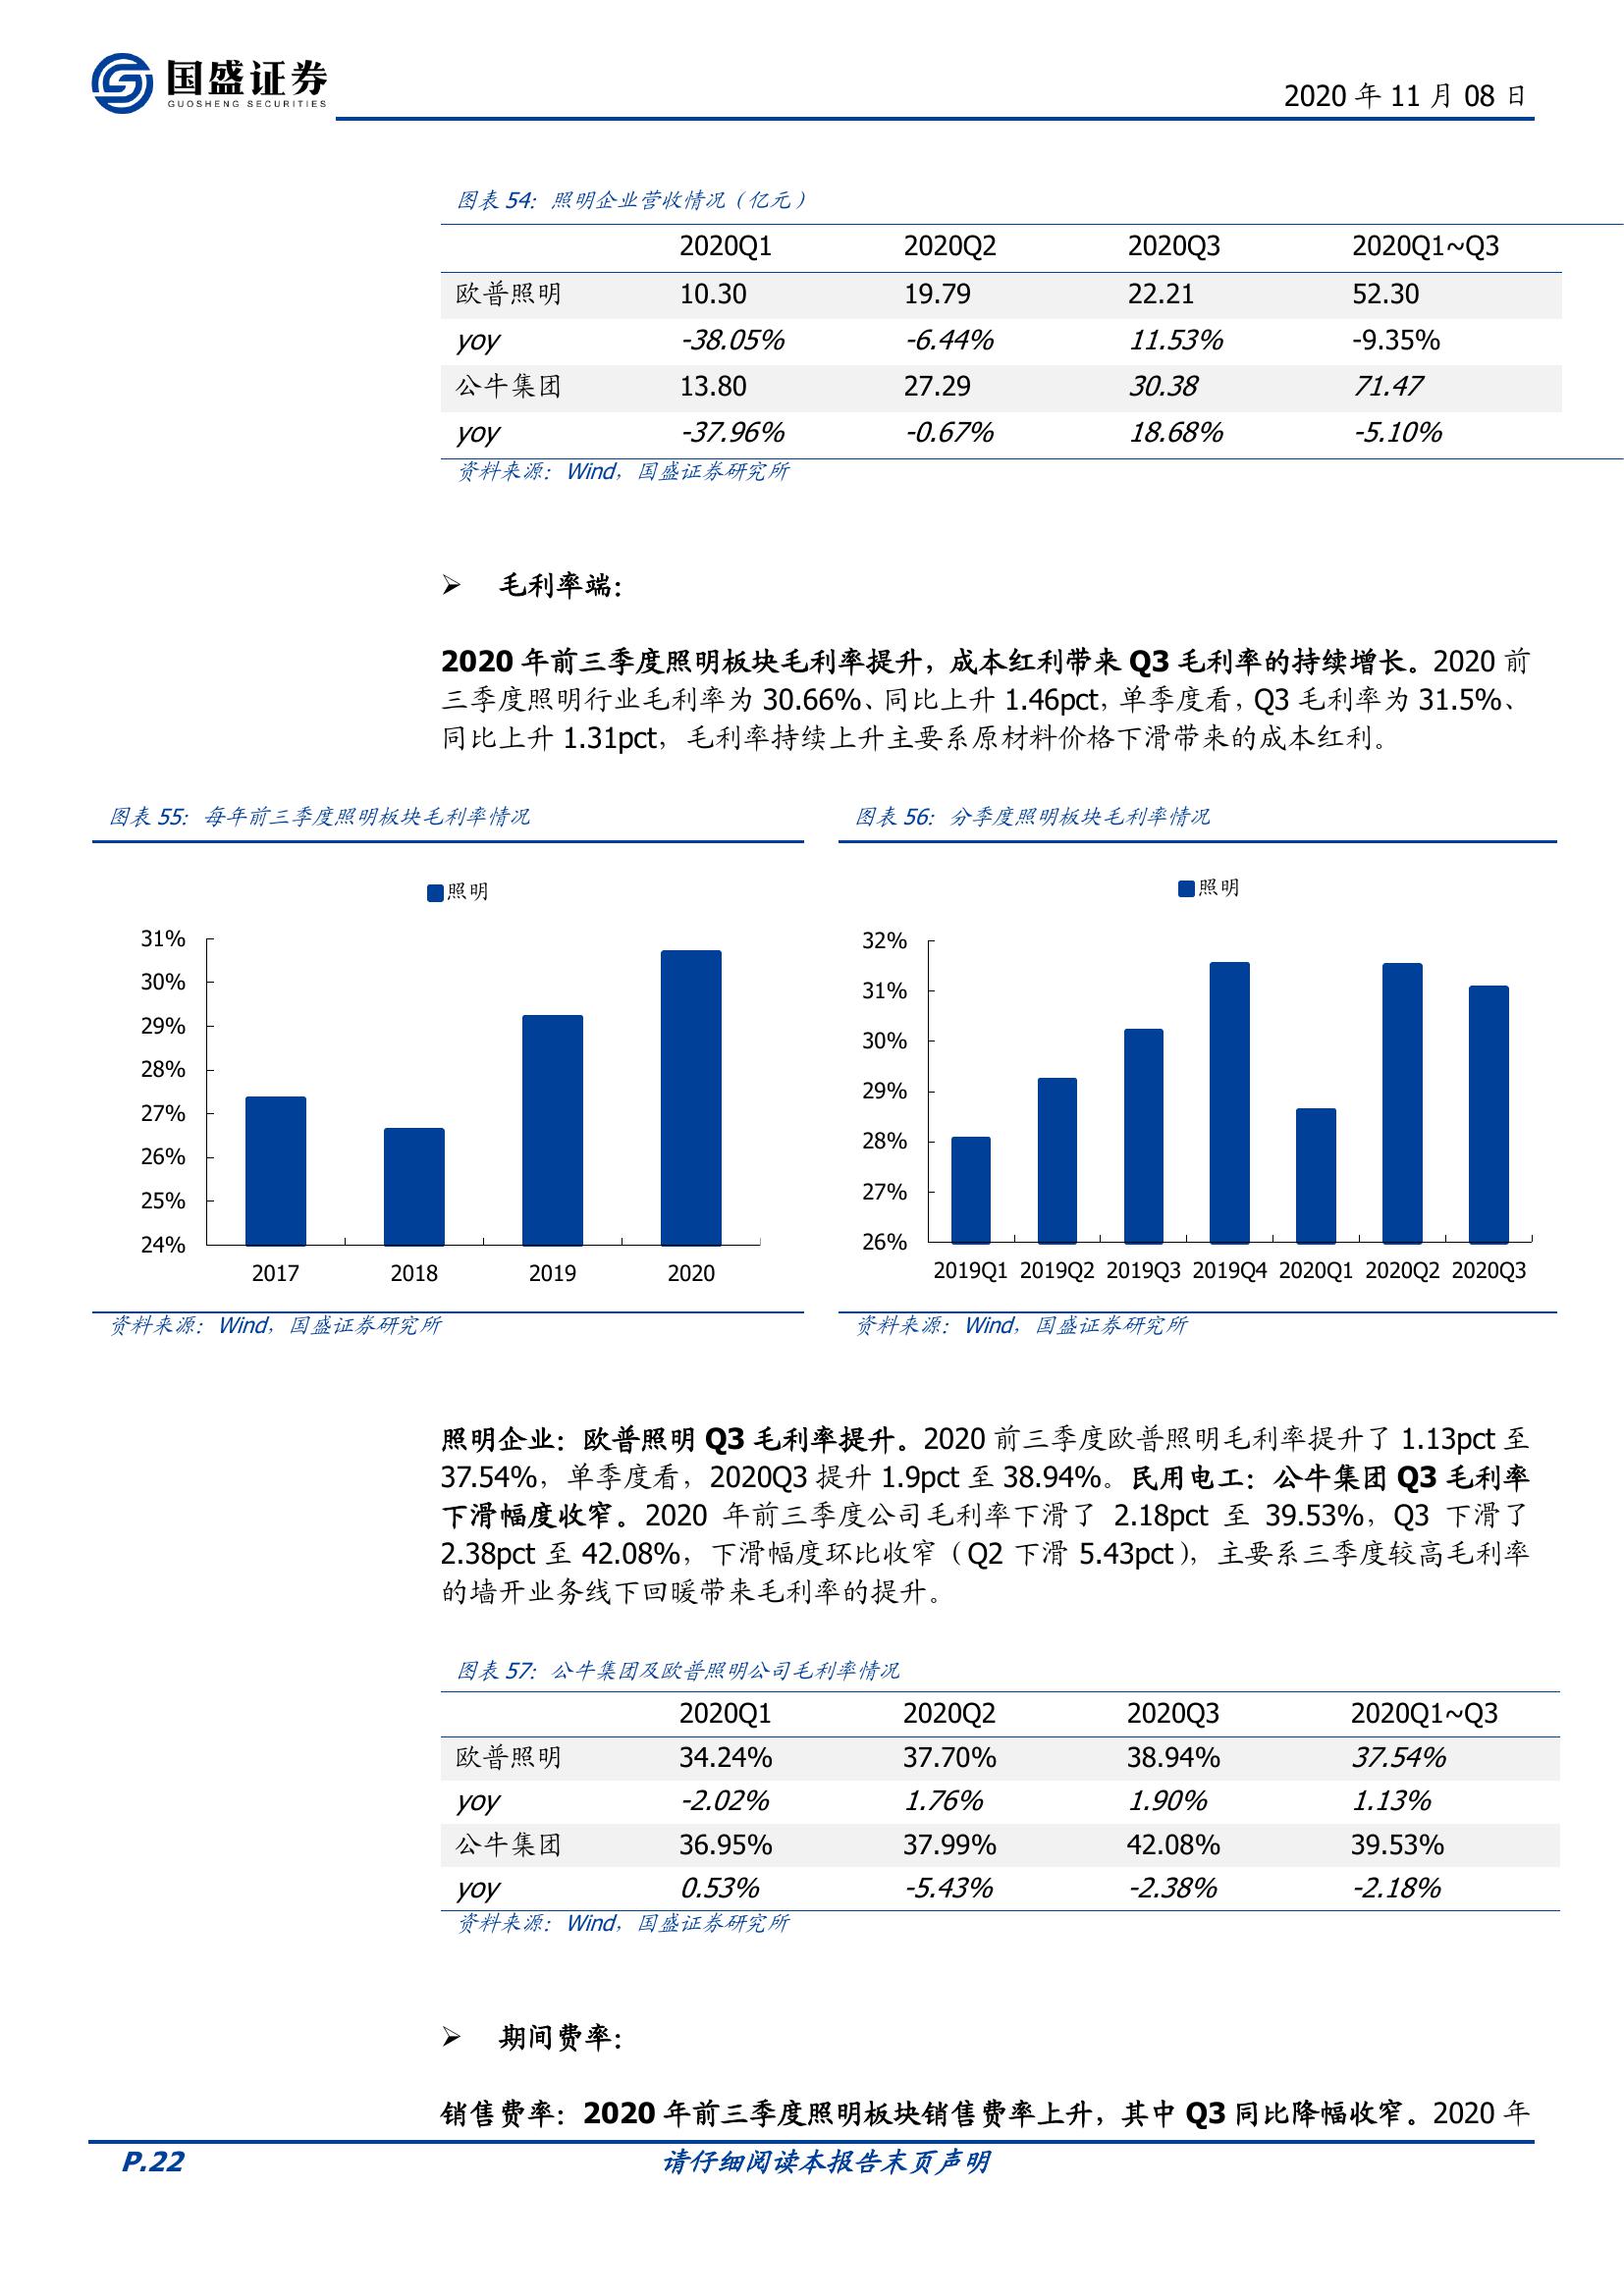 国盛证券
GUOSHENG SECURITIES
2020 年 11 月 08 日
图表 54：照明企业营收情况（亿元）
2020Q1 2020Q2 2020Q3 2020Q1~Q3
欧普照明 10.30 19.79 22.21 52.30
yoy -38.05% -6.44% 11.53% -9.35%
公牛集团 13.80 27.29 30.38 71.47
yoy -37.96% -0.67% 18.68% -5.10%
资料来源：Wind，国盛证券研究所
➢ 毛利率端：
2020 年前三季度照明板块毛利率提升，成本红利带来 Q3 毛利率的持续增长。2020 前
三季度照明行业毛利率为 30.66%、同比上升 1.46pct，单季度看，Q3 毛利率为 31.5%、
同比上升 1.31pct，毛利率持续上升主要系原材料价格下滑带来的成本红利。
图表 55：每年前三季度照明板块毛利率情况
照明
31%
30%
29%
28%
27%
26%
25%
24%
2017 2018 2019 2020
资料来源：Wind，国盛证券研究所
图表 56：分季度照明板块毛利率情况
照明
32%
31%
30%
29%
28%
27%
26%
2019Q1 2019Q2 2019Q3 2019Q4 2020Q1 2020Q2 2020Q3
资料来源：Wind，国盛证券研究所
照明企业：欧普照明 Q3 毛利率提升。2020 前三季度欧普照明毛利率提升了 1.13pct 至
37.54%，单季度看，2020Q3 提升 1.9pct 至 38.94%。民用电工：公牛集团 Q3 毛利率
下滑幅度收窄。2020 年前三季度公司毛利率下滑了 2.18pct 至 39.53%，Q3 下滑了
2.38pct 至 42.08%，下滑幅度环比收窄（Q2 下滑 5.43pct），主要系三季度较高毛利率
的墙开业务线下回暖带来毛利率的提升。
图表 57：公牛集团及欧普照明公司毛利率情况
2020Q1 2020Q2 2020Q3 2020Q1~Q3
欧普照明 34.24% 37.70% 38.94% 37.54%
yoy -2.02% 1.76% 1.90% 1.13%
公牛集团 36.95% 37.99% 42.08% 39.53%
yoy 0.53% -5.43% -2.38% -2.18%
资料来源：Wind，国盛证券研究所
➢ 期间费率：
销售费率：2020 年前三季度照明板块销售费率上升，其中 Q3 同比降幅收窄。2020 年
P.22 请仔细阅读本报告末页声明